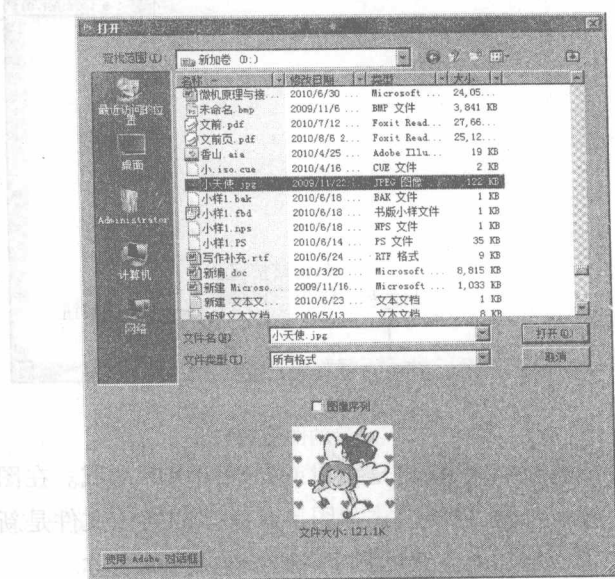 打开
查找范围(I): 新加卷 (D:)
名称 修改日期 类型 大小
微机原理与接... 2010/6/30 ... Microsoft ... 24,05...
未命名.bmp 2009/11/6 ... BMP 文件 3,841 KB
文前.pdf 2010/7/12 ... Foxit Read... 27,66...
文前页.pdf 2010/8/6 2... Foxit Read... 25,12...
香山.aia 2010/4/25 ... Adobe Illu... 19 KB
小.iso.cue 2010/4/16 ... CUE 文件 2 KB
小天使.jpg 2009/11/22... JPEG 图像 122 KB
小样1.bak 2010/6/18 ... BAK 文件 1 KB
小样1.fbd 2010/6/18 ... 书版小样文件 1 KB
小样1.nps 2010/6/18 ... NPS 文件 1 KB
小样1.PS 2010/6/14 ... PS 文件 35 KB
写作补充.rtf 2010/6/24 ... RTF 格式 9 KB
新编.doc 2010/3/20 ... Microsoft ... 8,815 KB
新建 Microso... 2009/11/16... Microsoft ... 1,033 KB
新建 文本文... 2010/6/23 ... 文本文档 1 KB
新建文本文档 2009/5/13 文本文档 8 KB
最近访问的位置
桌面
Administrator
计算机
网络
文件名(N): 小天使.jpg 打开(O)
文件类型(T): 所有格式 取消
图像序列
文件大小: 121.1K
使用 Adobe 对话框